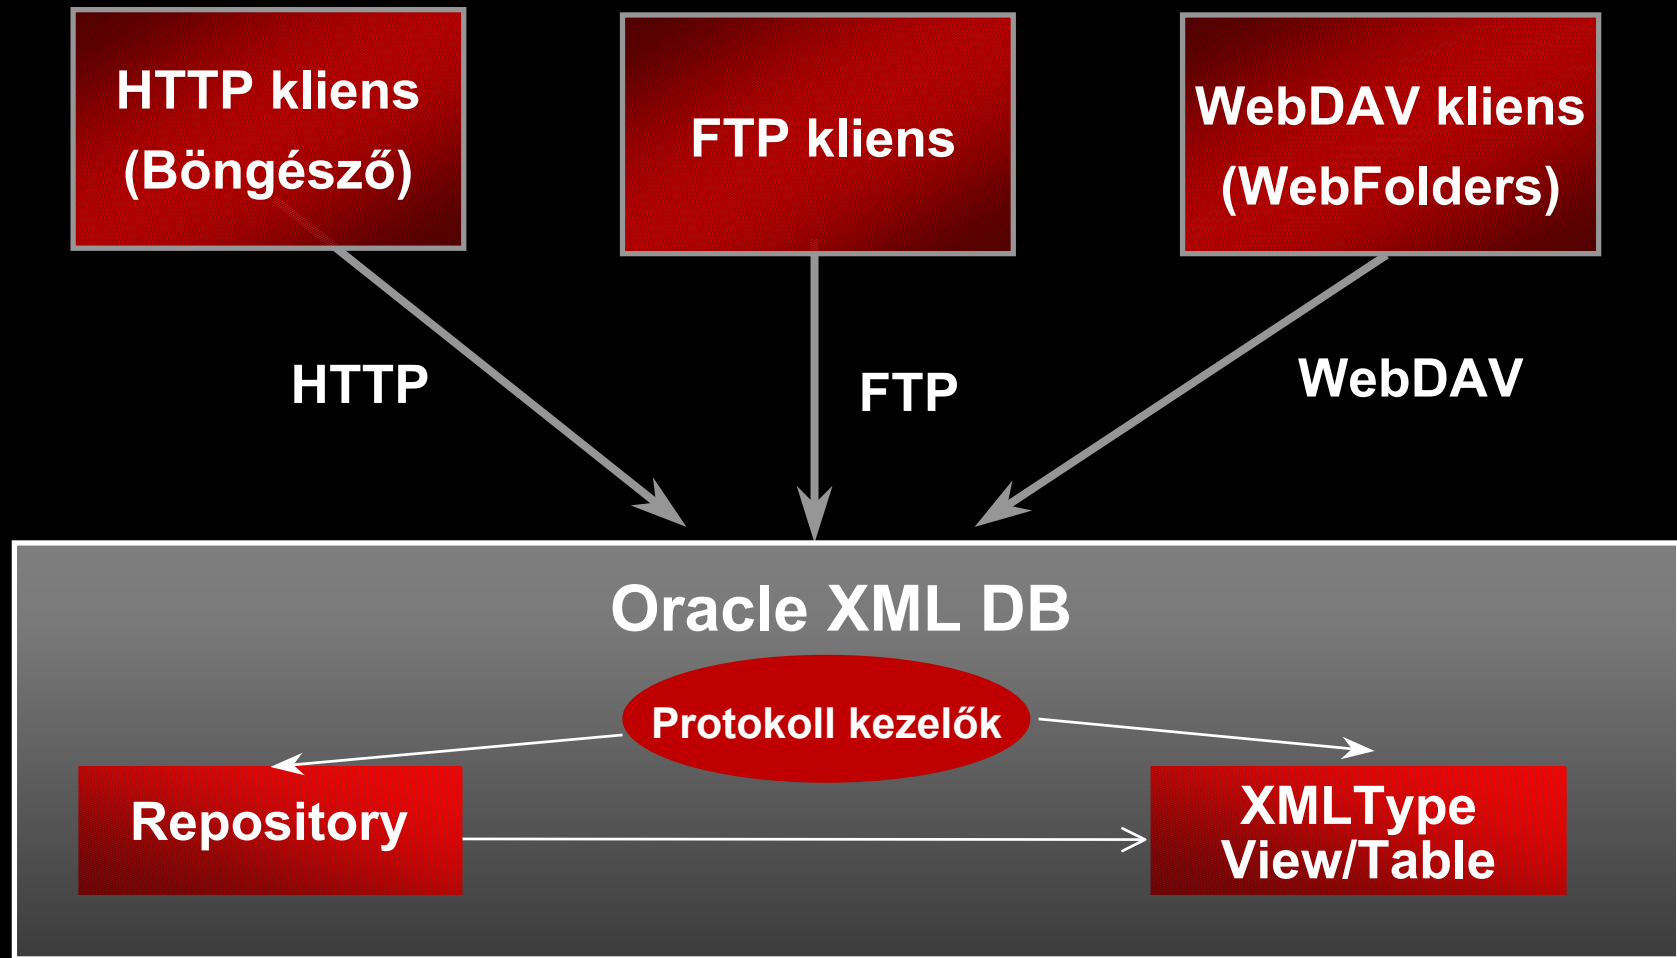 HTTP kliens
(Böngésző)
FTP kliens
WebDAV kliens
(WebFolders)
HTTP
FTP
WebDAV
Oracle XML DB
Protokoll kezelők
Repository
XMLType
View/Table